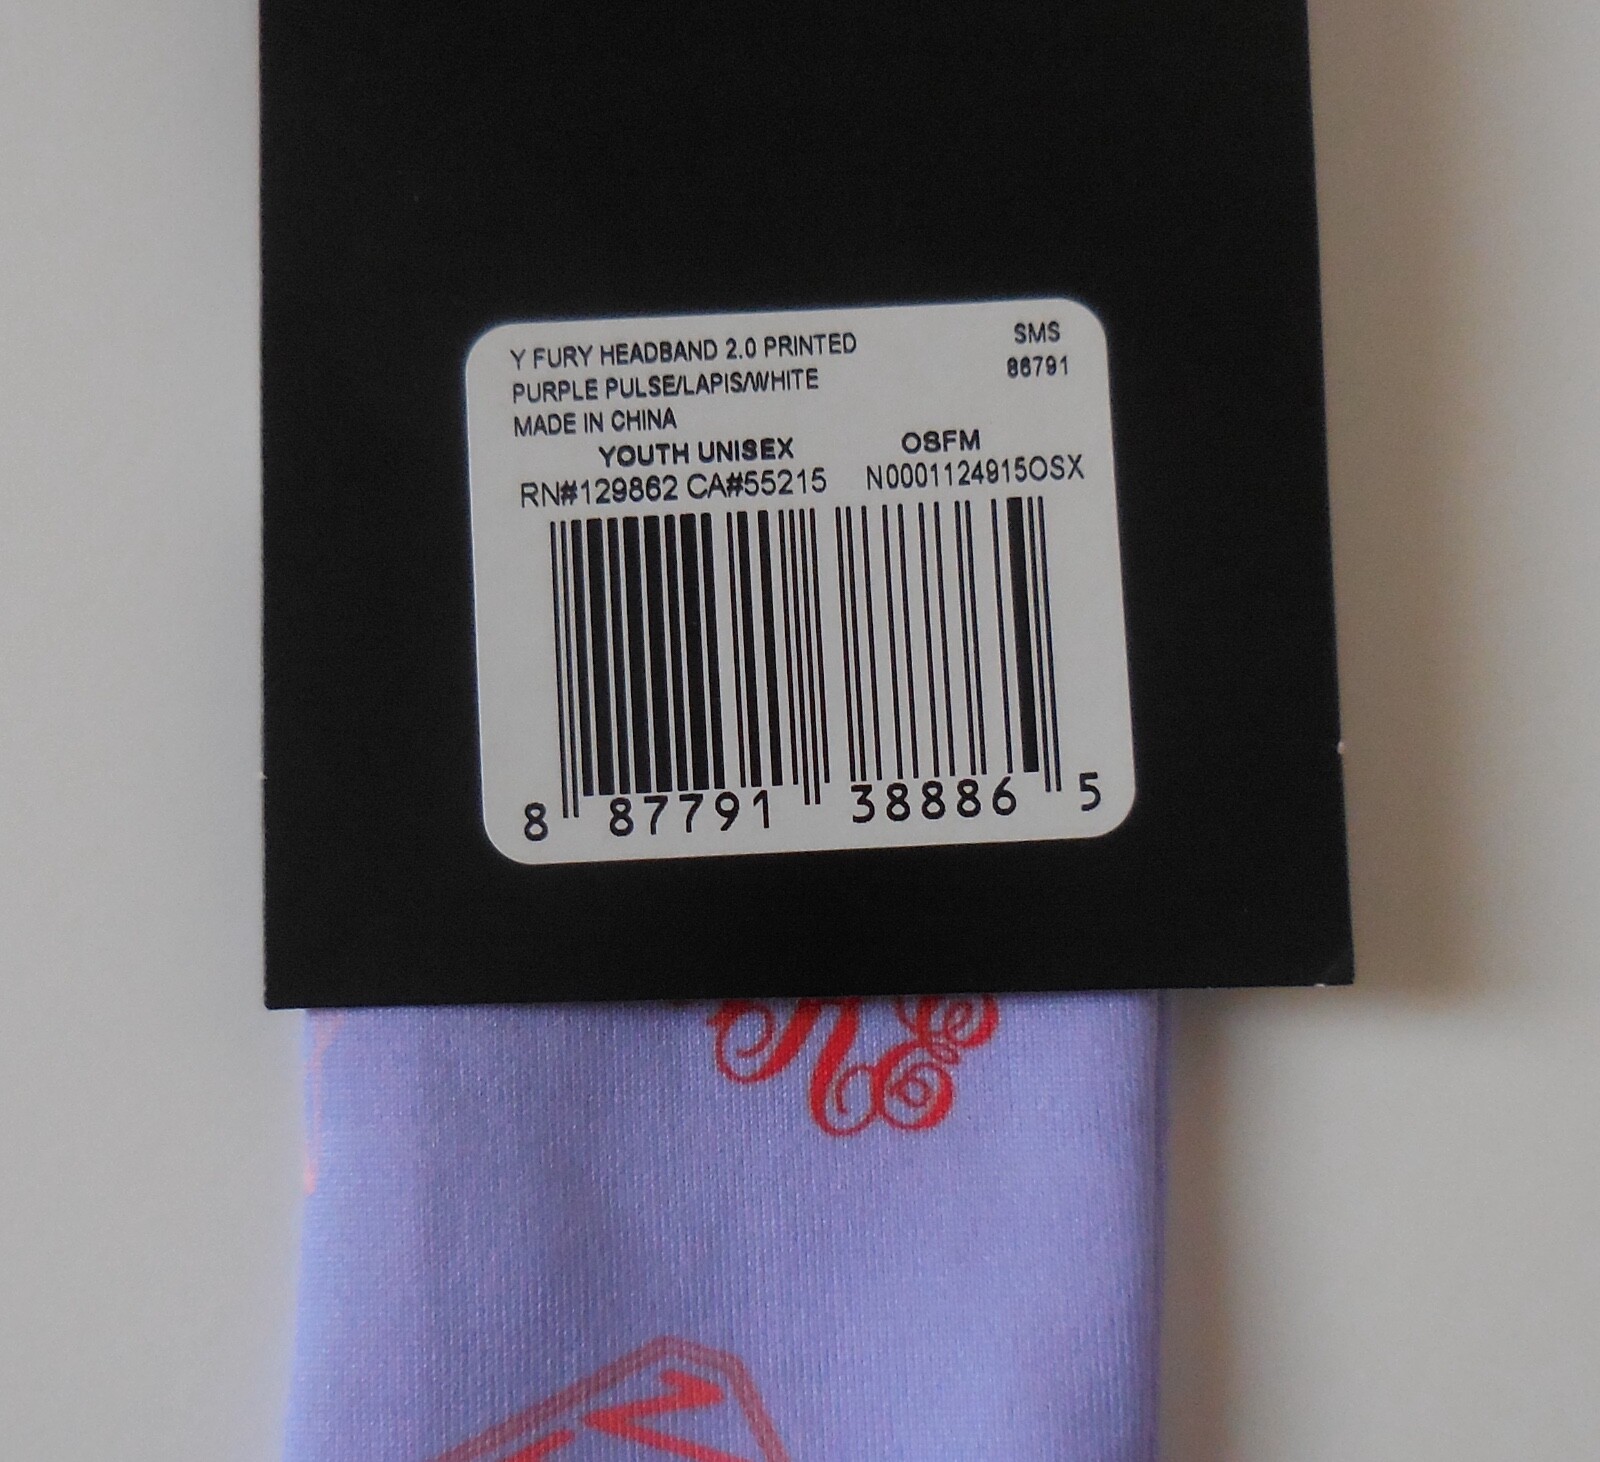 Y FURY HEADBAND 2.0 PRINTED SMS
PURPLE PULSE/LAPIS/WHITE 86791
MADE IN CHINA
YOUTH UNISEX OSFM
RN#129862 CA#55215 N0001124915OSX
8 87791 38886 5